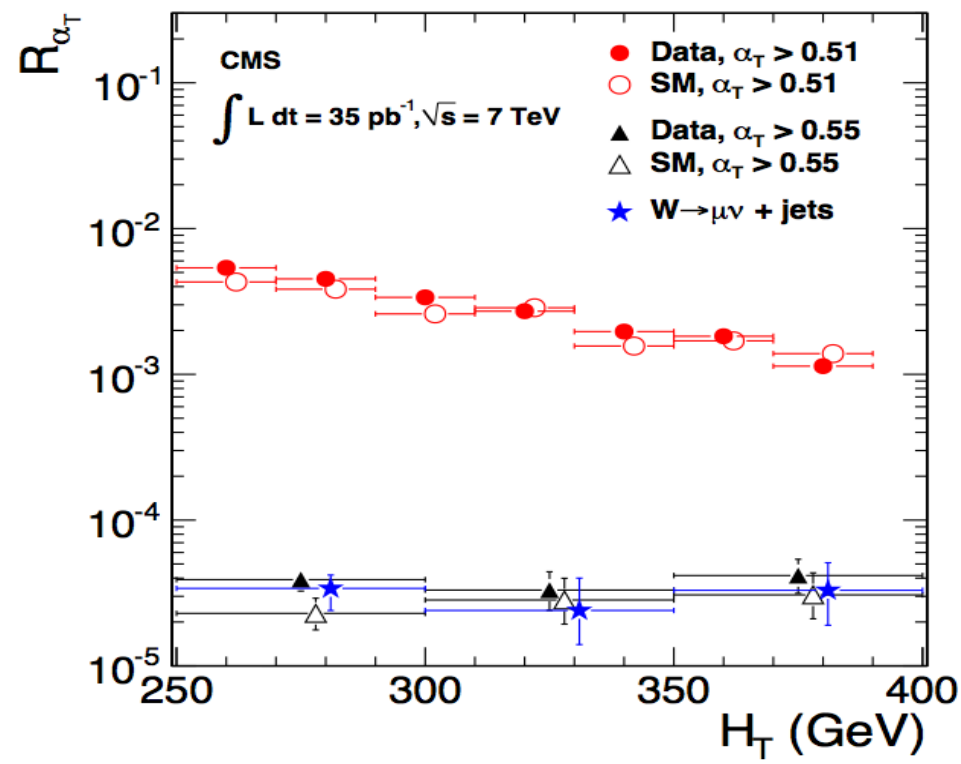 R_{α_T}
CMS
∫ L dt = 35 pb⁻¹,√s = 7 TeV
Data, α_T > 0.51
SM, α_T > 0.51
Data, α_T > 0.55
SM, α_T > 0.55
W→μν + jets
10⁻¹
10⁻²
10⁻³
10⁻⁴
10⁻⁵
250 300 350 400
H_T (GeV)